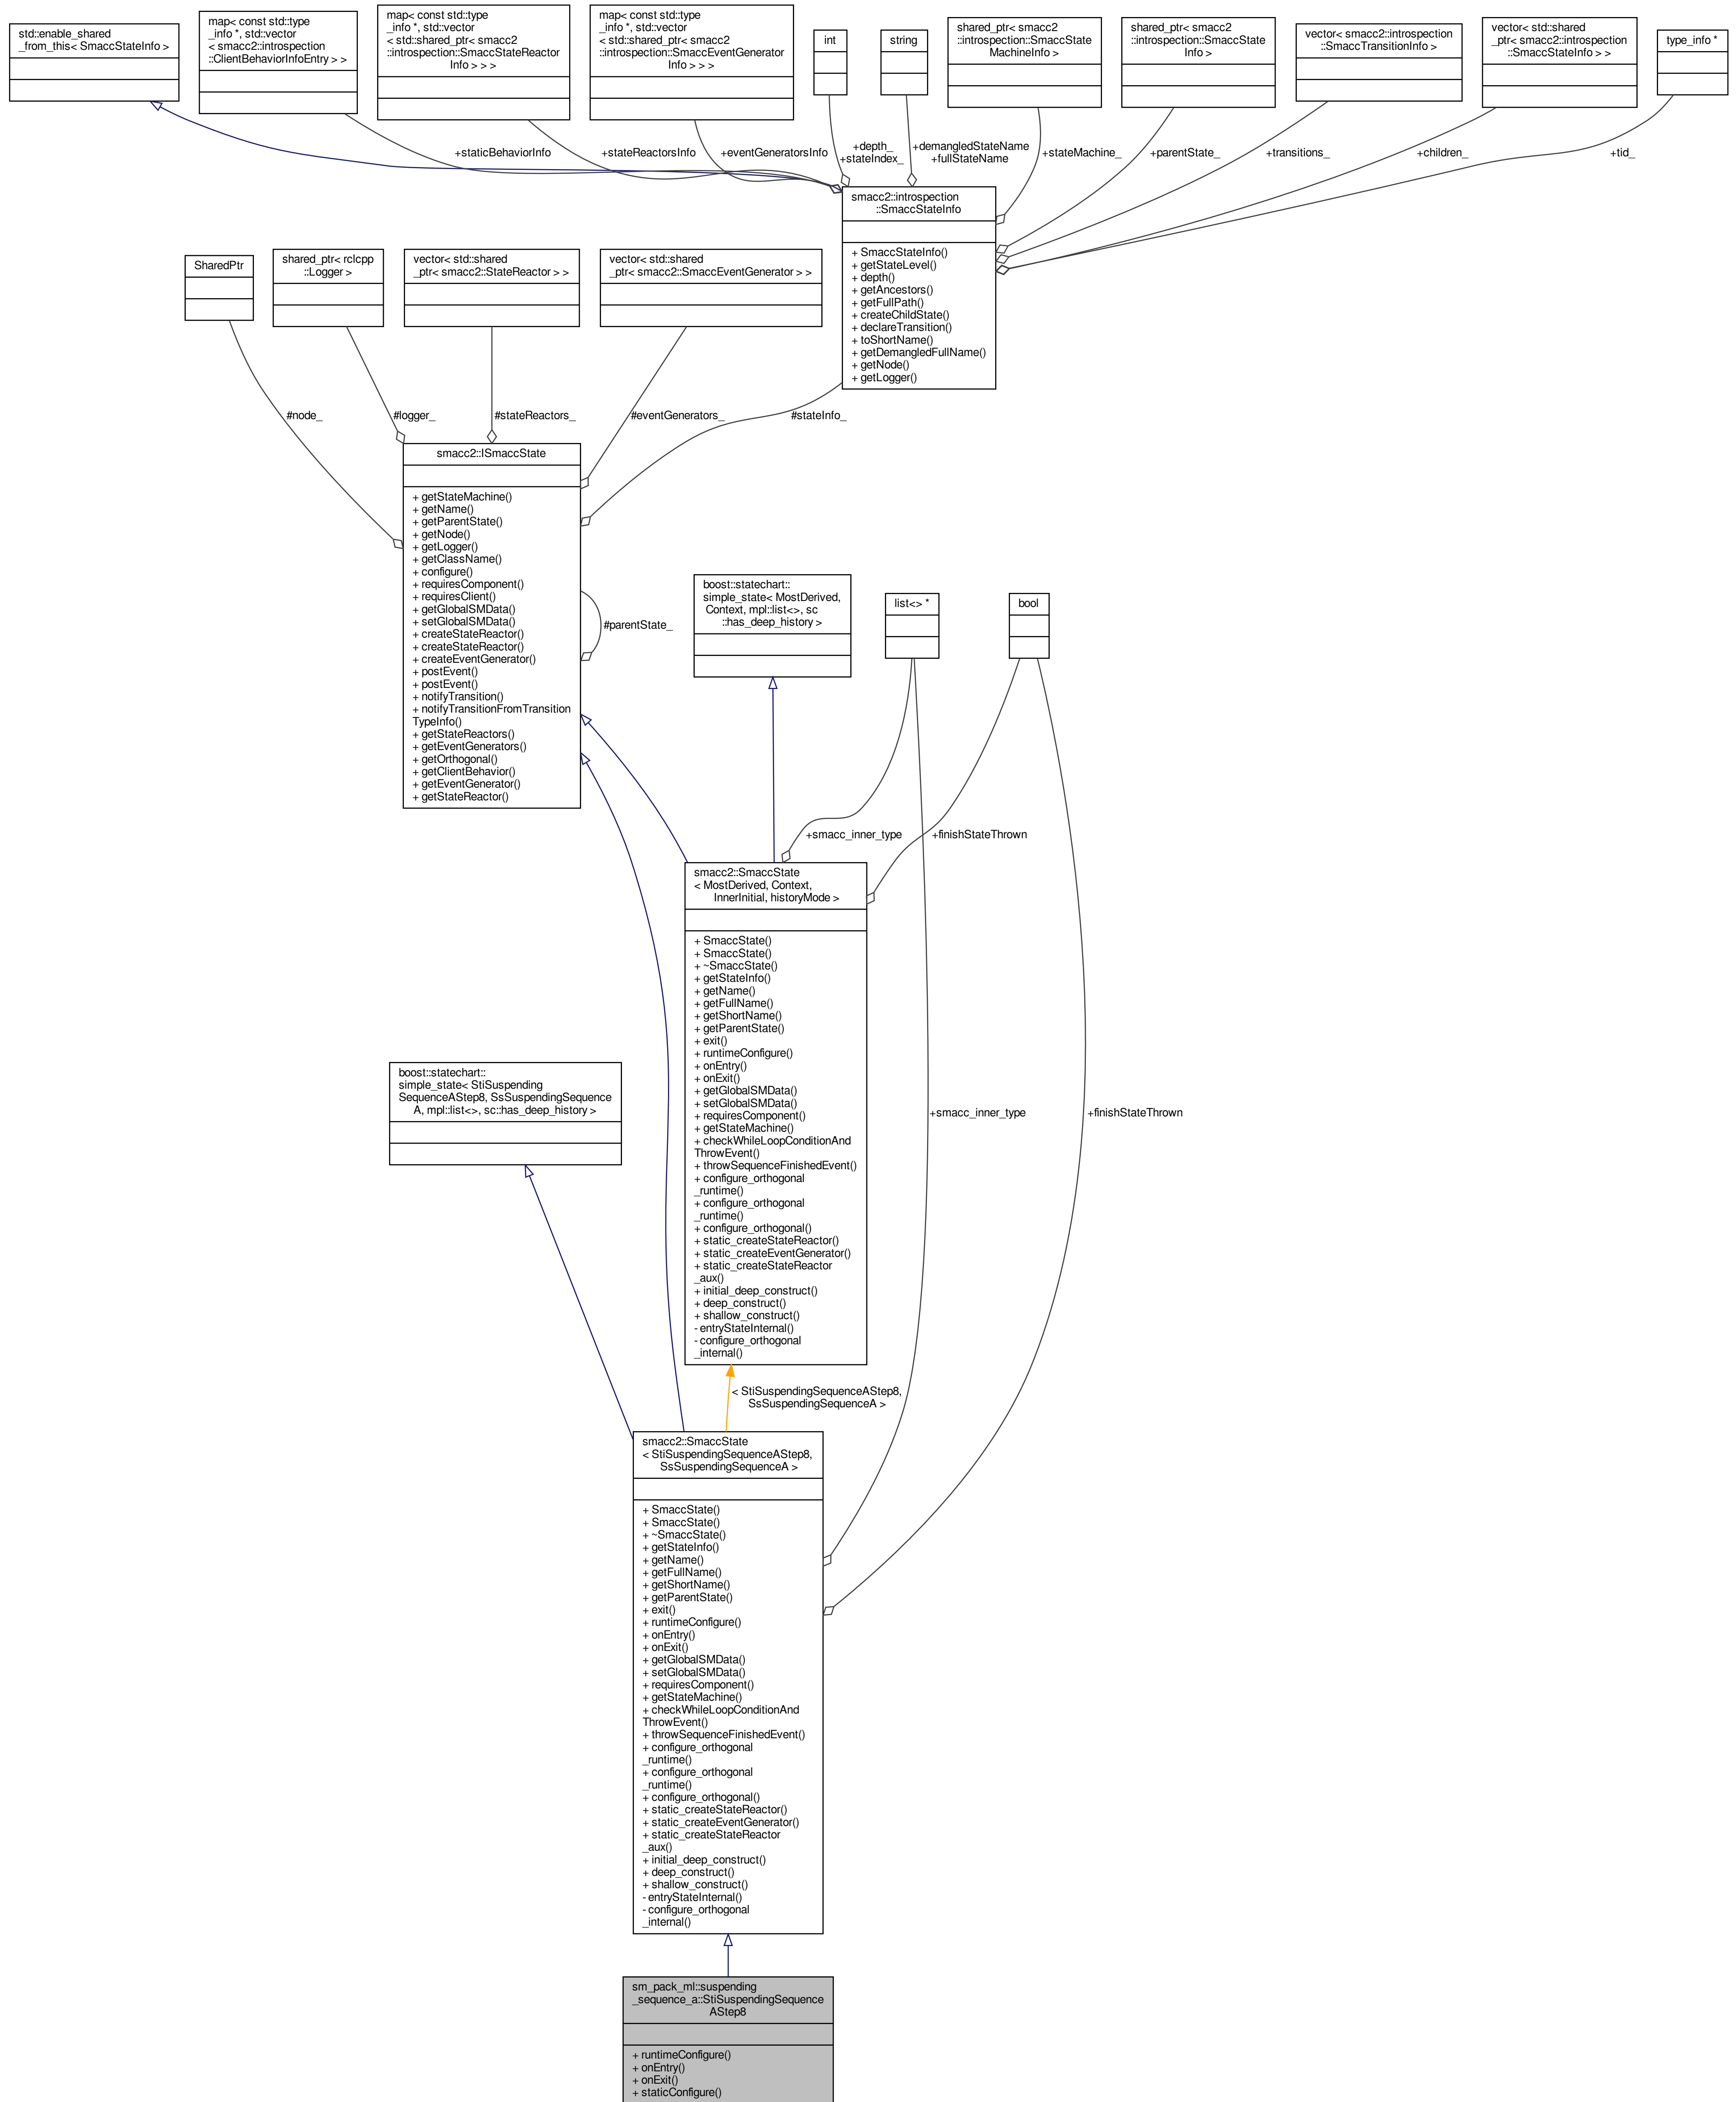 std::enable_shared
_from_this< SmaccStateInfo >
map< const std::type
_info *, std::vector
< smacc2::introspection
::ClientBehaviorInfoEntry > >
map< const std::type
_info *, std::vector
< std::shared_ptr< smacc2
::introspection::SmaccStateReactor
Info > > >
map< const std::type
_info *, std::vector
< std::shared_ptr< smacc2
::introspection::SmaccEventGenerator
Info > > >
int
string
shared_ptr< smacc2
::introspection::SmaccState
MachineInfo >
shared_ptr< smacc2
::introspection::SmaccState
Info >
vector< smacc2::introspection
::SmaccTransitionInfo >
vector< std::shared
_ptr< smacc2::introspection
::SmaccStateInfo > >
type_info *
+staticBehaviorInfo
+stateReactorsInfo
+eventGeneratorsInfo
+depth_
+stateIndex_
+demangledStateName
+fullStateName
+stateMachine_
+parentState_
+transitions_
+children_
+tid_
smacc2::introspection
::SmaccStateInfo
+ SmaccStateInfo()
+ getStateLevel()
+ depth()
+ getAncestors()
+ getFullPath()
+ createChildState()
+ declareTransition()
+ toShortName()
+ getDemangledFullName()
+ getNode()
+ getLogger()
SharedPtr
shared_ptr< rclcpp
::Logger >
vector< std::shared
_ptr< smacc2::StateReactor > >
vector< std::shared
_ptr< smacc2::SmaccEventGenerator > >
#node_
#logger_
#stateReactors_
#eventGenerators_
#stateInfo_
smacc2::ISmaccState
+ getStateMachine()
+ getName()
+ getParentState()
+ getNode()
+ getLogger()
+ getClassName()
+ configure()
+ requiresComponent()
+ requiresClient()
+ getGlobalSMData()
+ setGlobalSMData()
+ createStateReactor()
+ createStateReactor()
+ createEventGenerator()
+ postEvent()
+ postEvent()
+ notifyTransition()
+ notifyTransitionFromTransition
TypeInfo()
+ getStateReactors()
+ getEventGenerators()
+ getOrthogonal()
+ getClientBehavior()
+ getEventGenerator()
+ getStateReactor()
#parentState_
boost::statechart::
simple_state< MostDerived,
Context, mpl::list<>, sc
::has_deep_history >
list<> *
bool
+smacc_inner_type
+finishStateThrown
smacc2::SmaccState
< MostDerived, Context,
InnerInitial, historyMode >
+ SmaccState()
+ SmaccState()
+ ~SmaccState()
+ getStateInfo()
+ getName()
+ getFullName()
+ getShortName()
+ getParentState()
+ exit()
+ runtimeConfigure()
+ onEntry()
+ onExit()
+ getGlobalSMData()
+ setGlobalSMData()
+ requiresComponent()
+ getStateMachine()
+ checkWhileLoopConditionAnd
ThrowEvent()
+ throwSequenceFinishedEvent()
+ configure_orthogonal
_runtime()
+ configure_orthogonal
_runtime()
+ configure_orthogonal()
+ static_createStateReactor()
+ static_createEventGenerator()
+ static_createStateReactor
_aux()
+ initial_deep_construct()
+ deep_construct()
+ shallow_construct()
- entryStateInternal()
- configure_orthogonal
_internal()
boost::statechart::
simple_state< StiSuspending
SequenceAStep8, SsSuspendingSequence
A, mpl::list<>, sc::has_deep_history >
+smacc_inner_type
+finishStateThrown
< StiSuspendingSequenceAStep8,
SsSuspendingSequenceA >
smacc2::SmaccState
< StiSuspendingSequenceAStep8,
SsSuspendingSequenceA >
+ SmaccState()
+ SmaccState()
+ ~SmaccState()
+ getStateInfo()
+ getName()
+ getFullName()
+ getShortName()
+ getParentState()
+ exit()
+ runtimeConfigure()
+ onEntry()
+ onExit()
+ getGlobalSMData()
+ setGlobalSMData()
+ requiresComponent()
+ getStateMachine()
+ checkWhileLoopConditionAnd
ThrowEvent()
+ throwSequenceFinishedEvent()
+ configure_orthogonal
_runtime()
+ configure_orthogonal
_runtime()
+ configure_orthogonal()
+ static_createStateReactor()
+ static_createEventGenerator()
+ static_createStateReactor
_aux()
+ initial_deep_construct()
+ deep_construct()
+ shallow_construct()
- entryStateInternal()
- configure_orthogonal
_internal()
sm_pack_ml::suspending
_sequence_a::StiSuspendingSequence
AStep8
+ runtimeConfigure()
+ onEntry()
+ onExit()
+ staticConfigure()